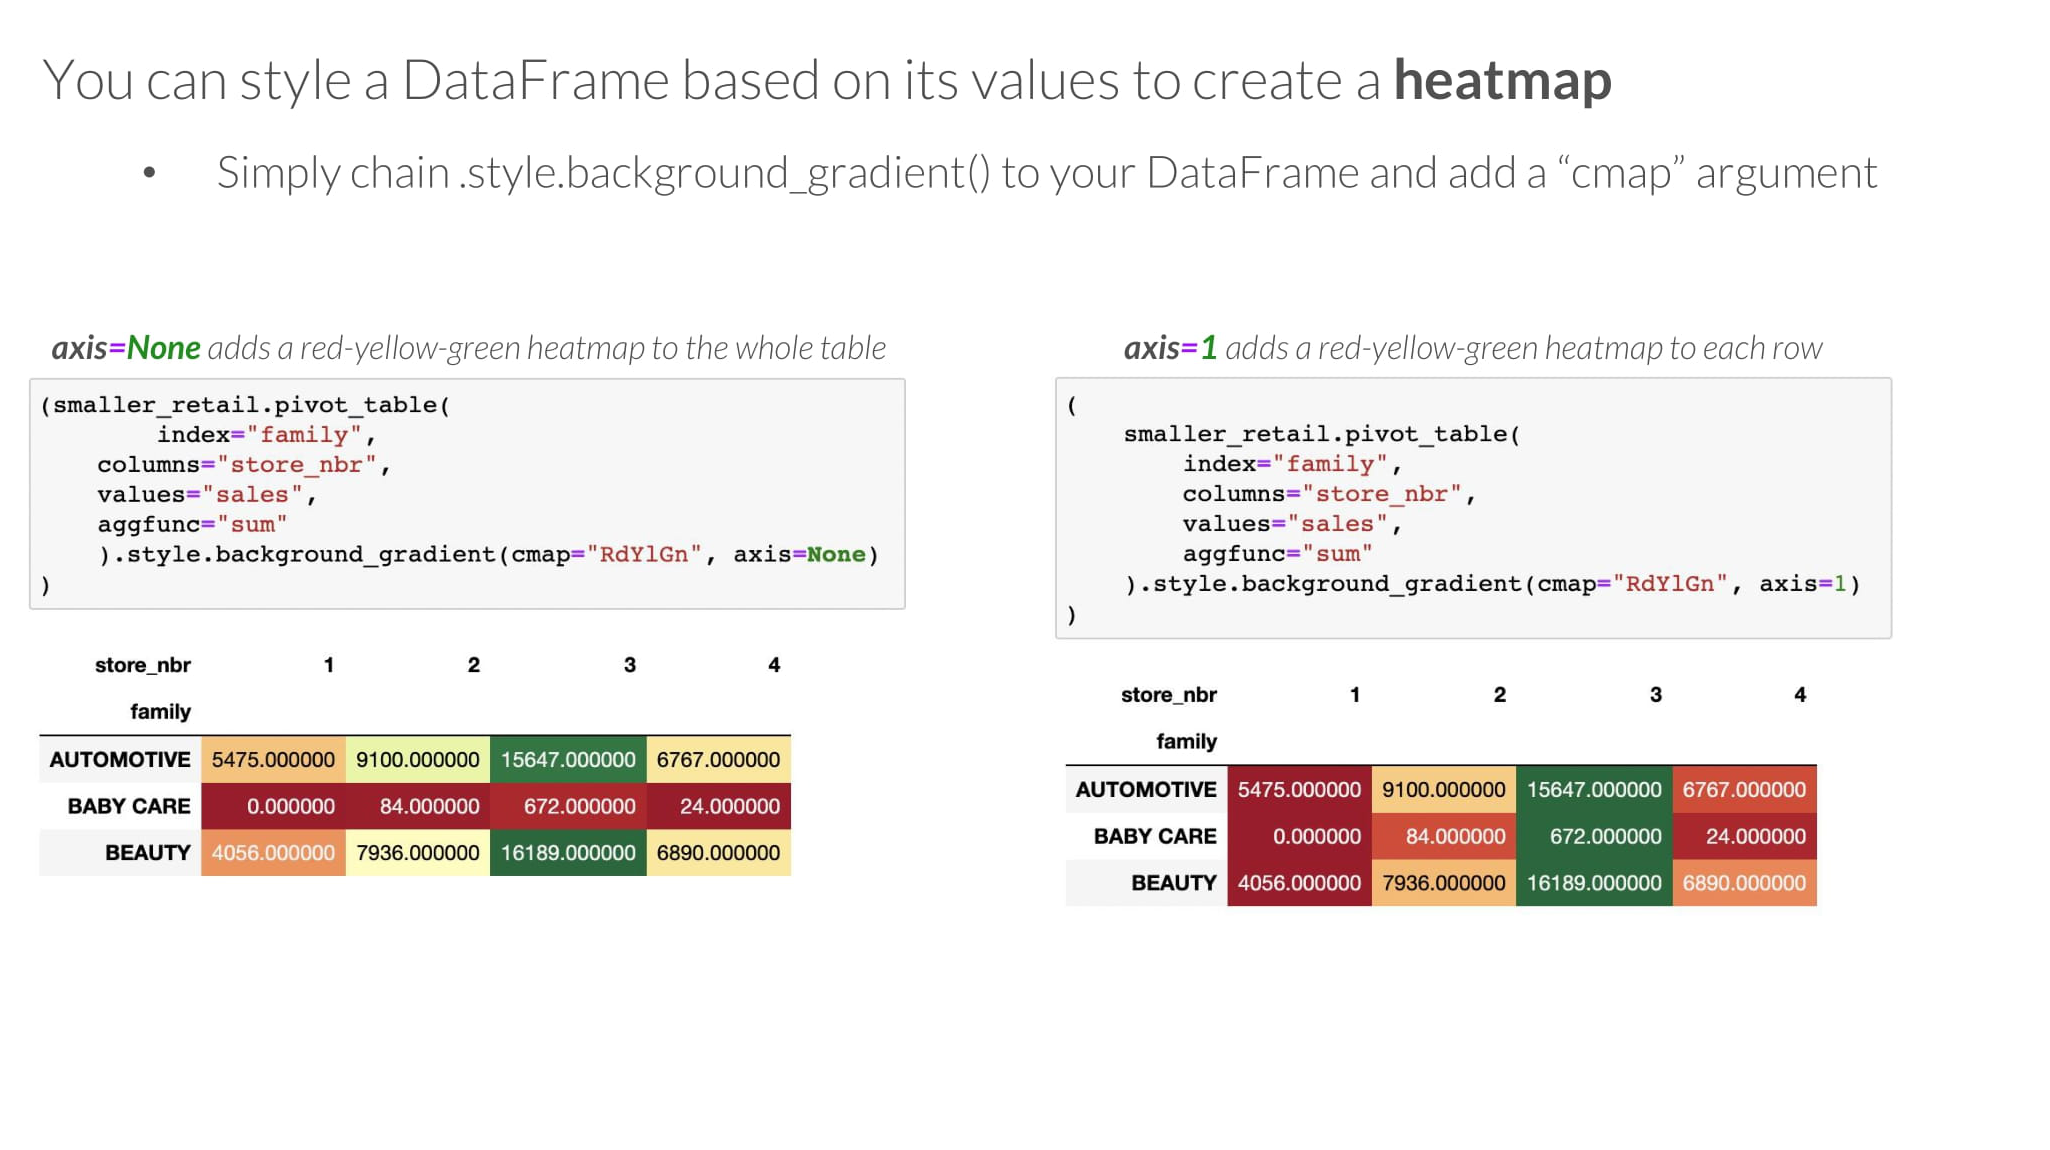 You can style a DataFrame based on its values to create a heatmap
• Simply chain .style.background_gradient() to your DataFrame and add a “cmap” argument
axis=None adds a red-yellow-green heatmap to the whole table
(smaller_retail.pivot_table(
        index="family",
    columns="store_nbr",
    values="sales",
    aggfunc="sum"
    ).style.background_gradient(cmap="RdYlGn", axis=None)
)
store_nbr 1 2 3 4
family
AUTOMOTIVE 5475.000000 9100.000000 15647.000000 6767.000000
BABY CARE 0.000000 84.000000 672.000000 24.000000
BEAUTY 4056.000000 7936.000000 16189.000000 6890.000000
axis=1 adds a red-yellow-green heatmap to each row
(
    smaller_retail.pivot_table(
        index="family",
        columns="store_nbr",
        values="sales",
        aggfunc="sum"
    ).style.background_gradient(cmap="RdYlGn", axis=1)
)
store_nbr 1 2 3 4
family
AUTOMOTIVE 5475.000000 9100.000000 15647.000000 6767.000000
BABY CARE 0.000000 84.000000 672.000000 24.000000
BEAUTY 4056.000000 7936.000000 16189.000000 6890.000000